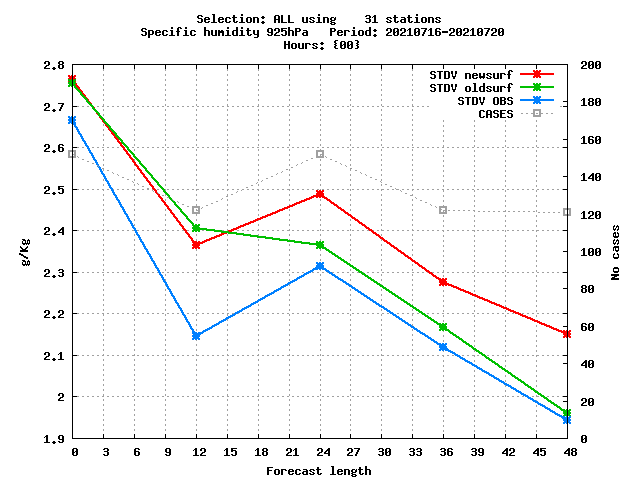 Selection: ALL using    31 stations
Specific humidity 925hPa   Period: 20210716-20210720
Hours: {00}
STDV newsurf
STDV oldsurf
STDV OBS
CASES
2,8
2,7
2,6
2,5
2,4
2,3
2,2
2,1
2
1,9
g/Kg
200
180
160
140
120
100
80
60
40
20
0
No cases
0 3 6 9 12 15 18 21 24 27 30 33 36 39 42 45 48
Forecast length